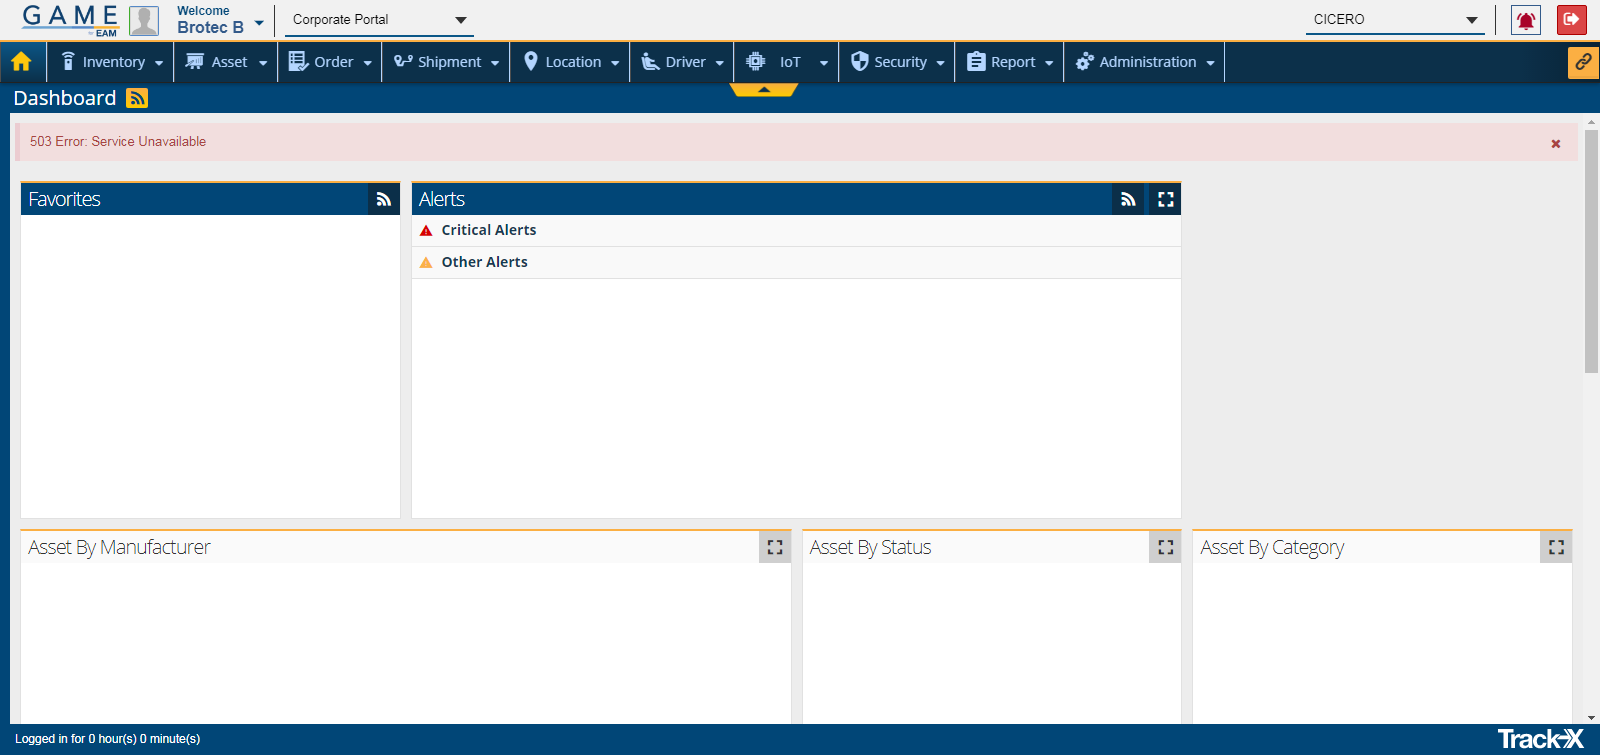 GAME
by EAM
Welcome
Brotec B
Corporate Portal
CICERO
Inventory
Asset
Order
Shipment
Location
Driver
IoT
Security
Report
Administration
Dashboard
503 Error: Service Unavailable
Favorites
Alerts
Critical Alerts
Other Alerts
Asset By Manufacturer
Asset By Status
Asset By Category
Logged in for 0 hour(s) 0 minute(s)
Track-X